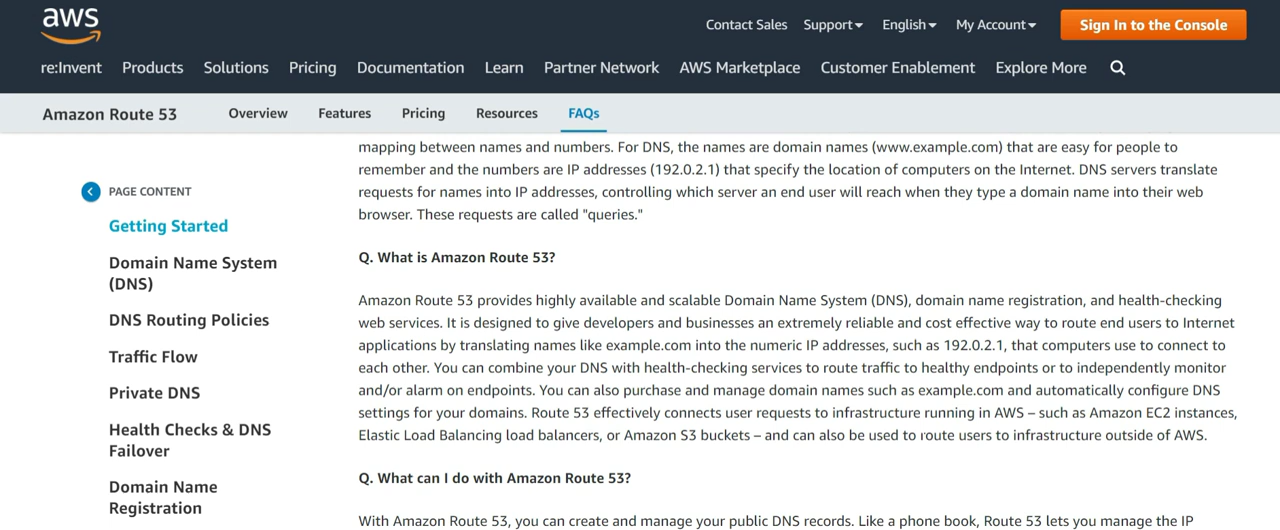 aws
Contact Sales Support English My Account Sign In to the Console
re:Invent Products Solutions Pricing Documentation Learn Partner Network AWS Marketplace Customer Enablement Explore More
Amazon Route 53 Overview Features Pricing Resources FAQs
PAGE CONTENT
Getting Started
Domain Name System
(DNS)
DNS Routing Policies
Traffic Flow
Private DNS
Health Checks & DNS
Failover
Domain Name
Registration
mapping between names and numbers. For DNS, the names are domain names (www.example.com) that are easy for people to
remember and the numbers are IP addresses (192.0.2.1) that specify the location of computers on the Internet. DNS servers translate
requests for names into IP addresses, controlling which server an end user will reach when they type a domain name into their web
browser. These requests are called "queries."
Q. What is Amazon Route 53?
Amazon Route 53 provides highly available and scalable Domain Name System (DNS), domain name registration, and health-checking
web services. It is designed to give developers and businesses an extremely reliable and cost effective way to route end users to Internet
applications by translating names like example.com into the numeric IP addresses, such as 192.0.2.1, that computers use to connect to
each other. You can combine your DNS with health-checking services to route traffic to healthy endpoints or to independently monitor
and/or alarm on endpoints. You can also purchase and manage domain names such as example.com and automatically configure DNS
settings for your domains. Route 53 effectively connects user requests to infrastructure running in AWS – such as Amazon EC2 instances,
Elastic Load Balancing load balancers, or Amazon S3 buckets – and can also be used to route users to infrastructure outside of AWS.
Q. What can I do with Amazon Route 53?
With Amazon Route 53, you can create and manage your public DNS records. Like a phone book, Route 53 lets you manage the IP